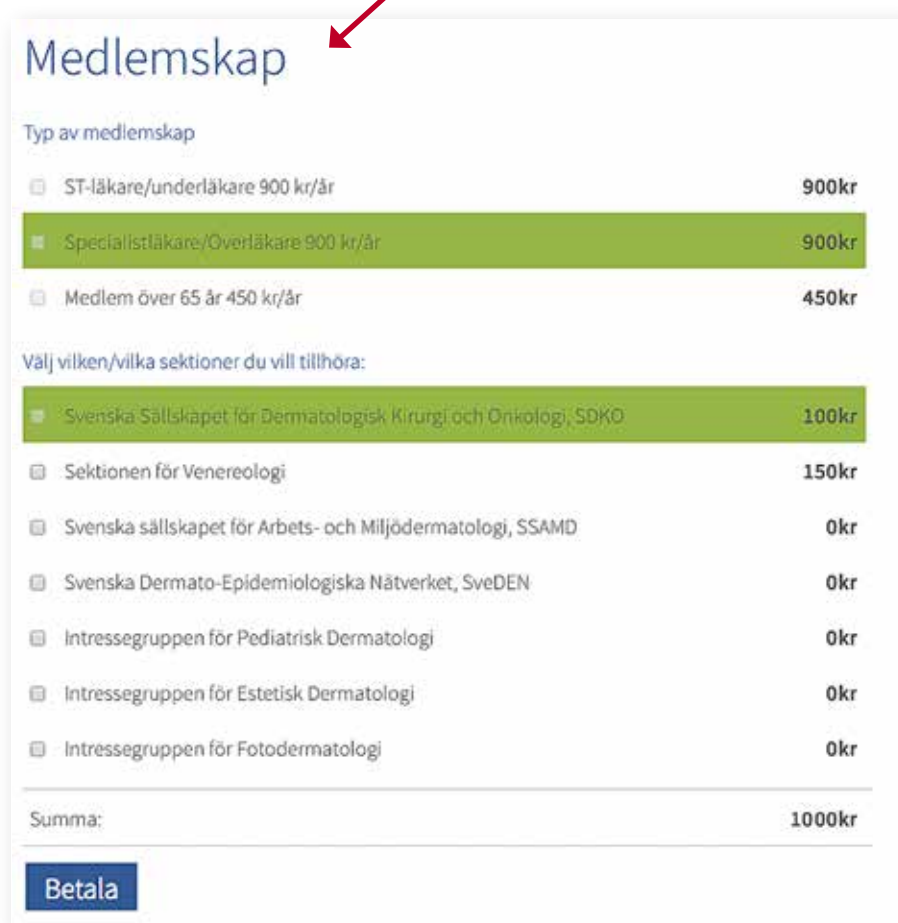 Medlemskap
Typ av medlemskap
ST-läkare/underläkare 900 kr/år 900kr
Specialistläkare/Överläkare 900 kr/år 900kr
Medlem över 65 år 450 kr/år 450kr
Välj vilken/vilka sektioner du vill tillhöra:
Svenska Sällskapet för Dermatologisk Kirurgi och Onkologi, SDKO 100kr
Sektionen för Venereologi 150kr
Svenska sällskapet för Arbets- och Miljödermatologi, SSAMD 0kr
Svenska Dermato-Epidemiologiska Nätverket, SveDEN 0kr
Intressegruppen för Pediatrisk Dermatologi 0kr
Intressegruppen för Estetisk Dermatologi 0kr
Intressegruppen för Fotodermatologi 0kr
Summa: 1000kr
Betala